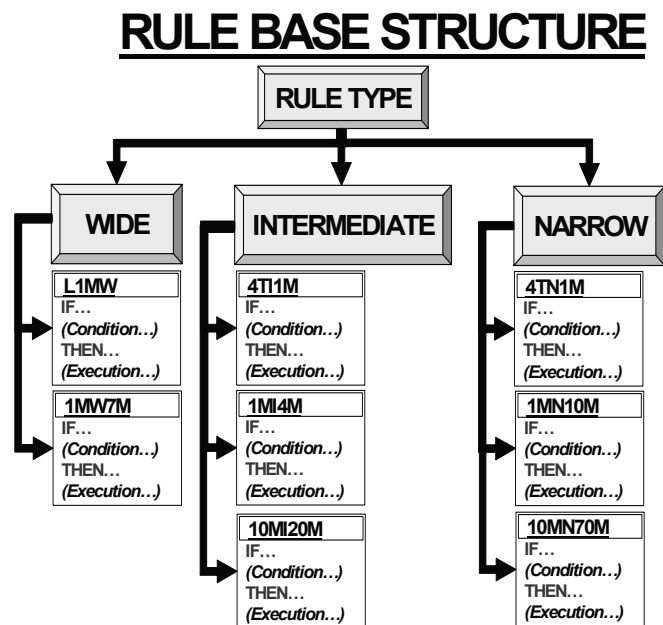 RULE BASE STRUCTURE
RULE TYPE
WIDE
INTERMEDIATE
NARROW
L1MW
IF...
(Condition...)
THEN...
(Execution...)
1MW7M
IF...
(Condition...)
THEN...
(Execution...)
4TI1M
IF...
(Condition...)
THEN...
(Execution...)
1MI4M
IF...
(Condition...)
THEN...
(Execution...)
10MI20M
IF...
(Condition...)
THEN...
(Execution...)
4TN1M
IF...
(Condition...)
THEN...
(Execution...)
1MN10M
IF...
(Condition...)
THEN...
(Execution...)
10MN70M
IF...
(Condition...)
THEN...
(Execution...)